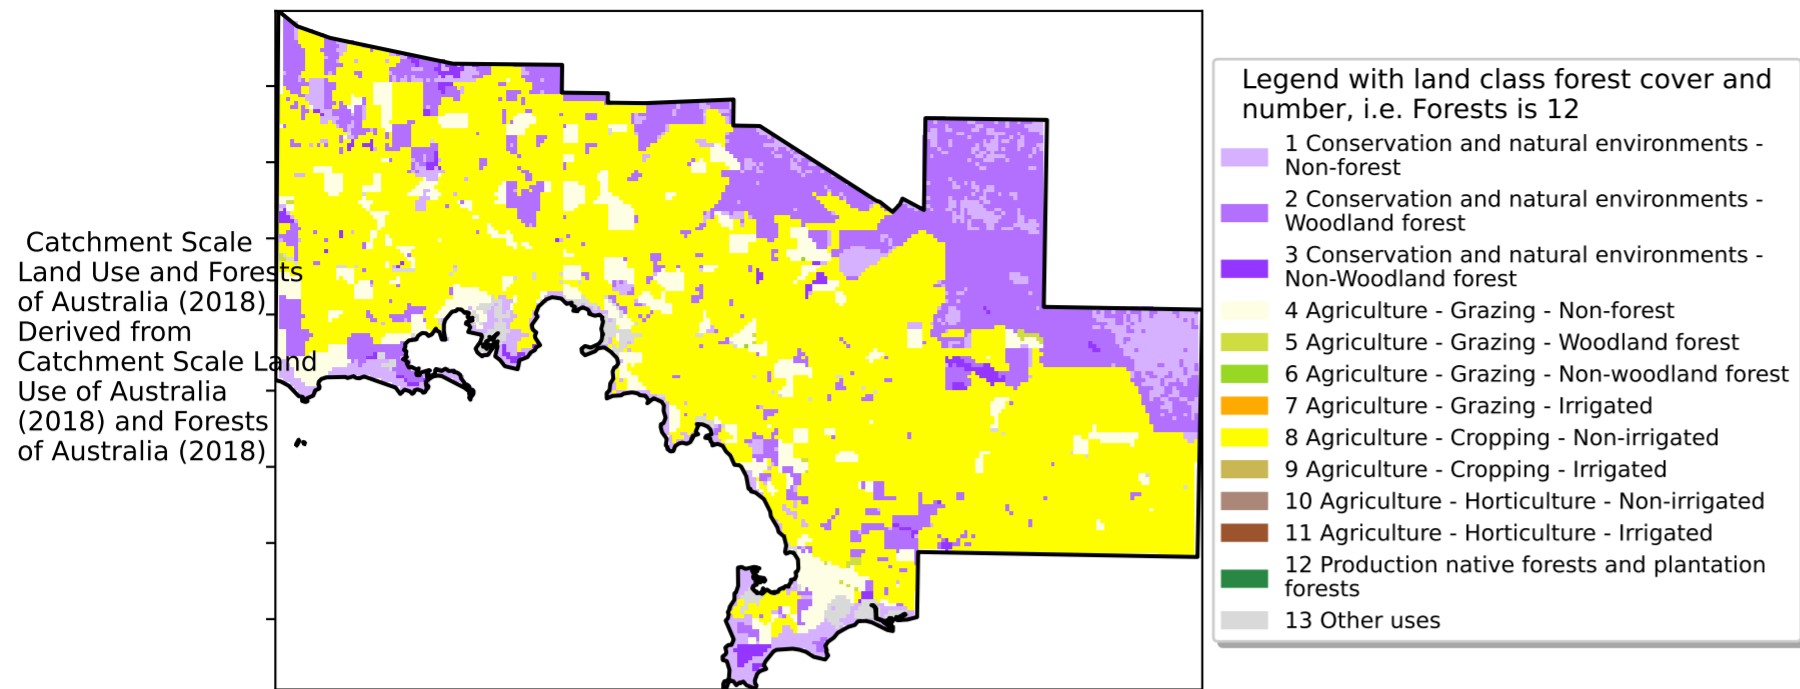 Catchment Scale
Land Use and Forests
of Australia (2018)
Derived from
Catchment Scale Land
Use of Australia
(2018) and Forests
of Australia (2018)
Legend with land class forest cover and
number, i.e. Forests is 12
1 Conservation and natural environments -
Non-forest
2 Conservation and natural environments -
Woodland forest
3 Conservation and natural environments -
Non-Woodland forest
4 Agriculture - Grazing - Non-forest
5 Agriculture - Grazing - Woodland forest
6 Agriculture - Grazing - Non-woodland forest
7 Agriculture - Grazing - Irrigated
8 Agriculture - Cropping - Non-irrigated
9 Agriculture - Cropping - Irrigated
10 Agriculture - Horticulture - Non-irrigated
11 Agriculture - Horticulture - Irrigated
12 Production native forests and plantation
forests
13 Other uses